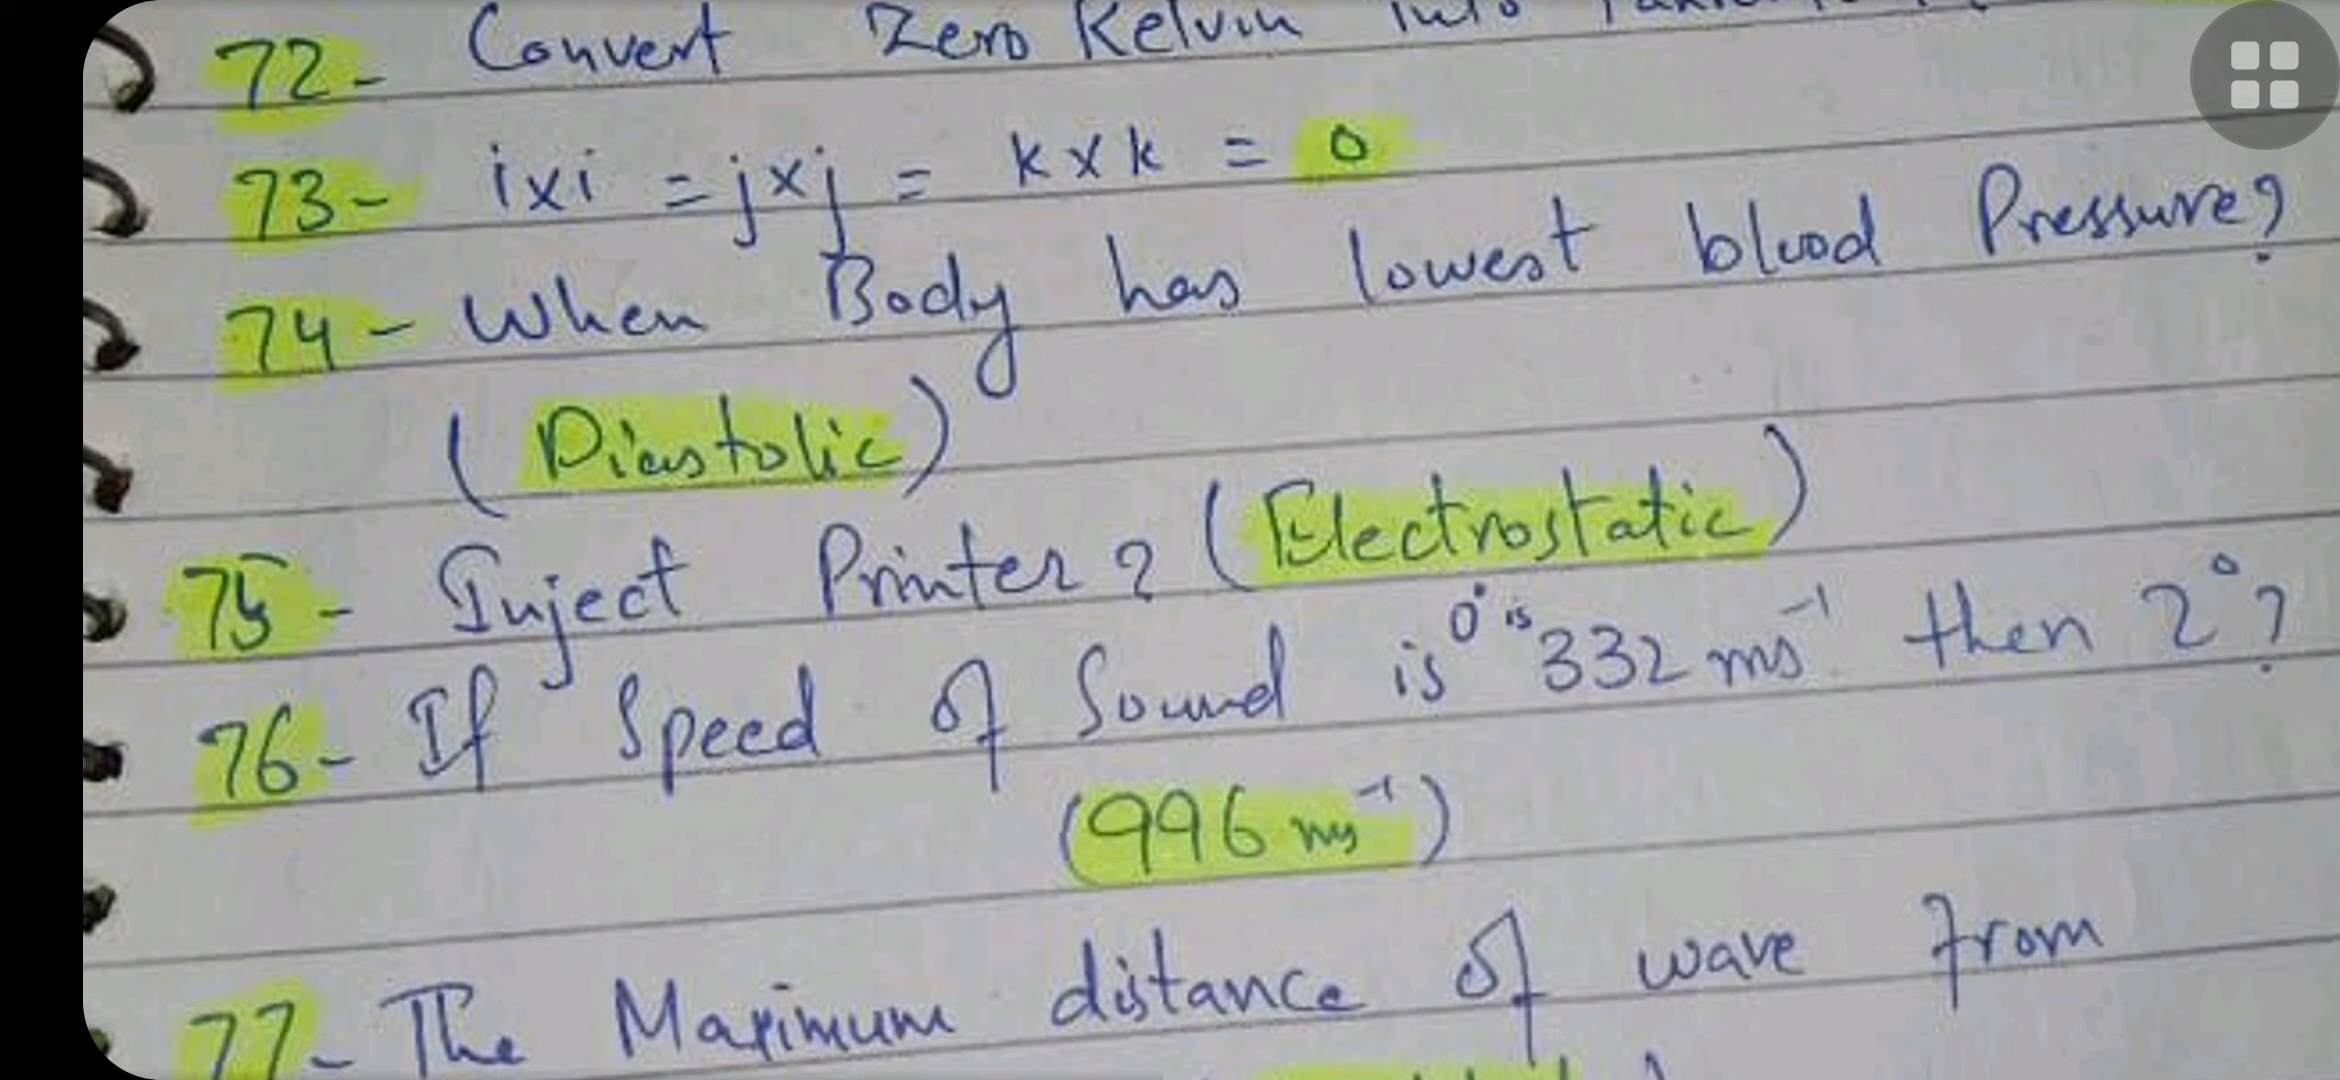 72- Convert Zero Kelvin into
73- i x i = j x j = k x k = 0
74- When Body has lowest blood Pressure?
(Diastolic)
75- Inject Printer? (Electrostatic)
76- If Speed of Sound is 0° is 332 ms⁻¹ then 2°?
(996 ms⁻¹)
77- The Maximum distance of wave from